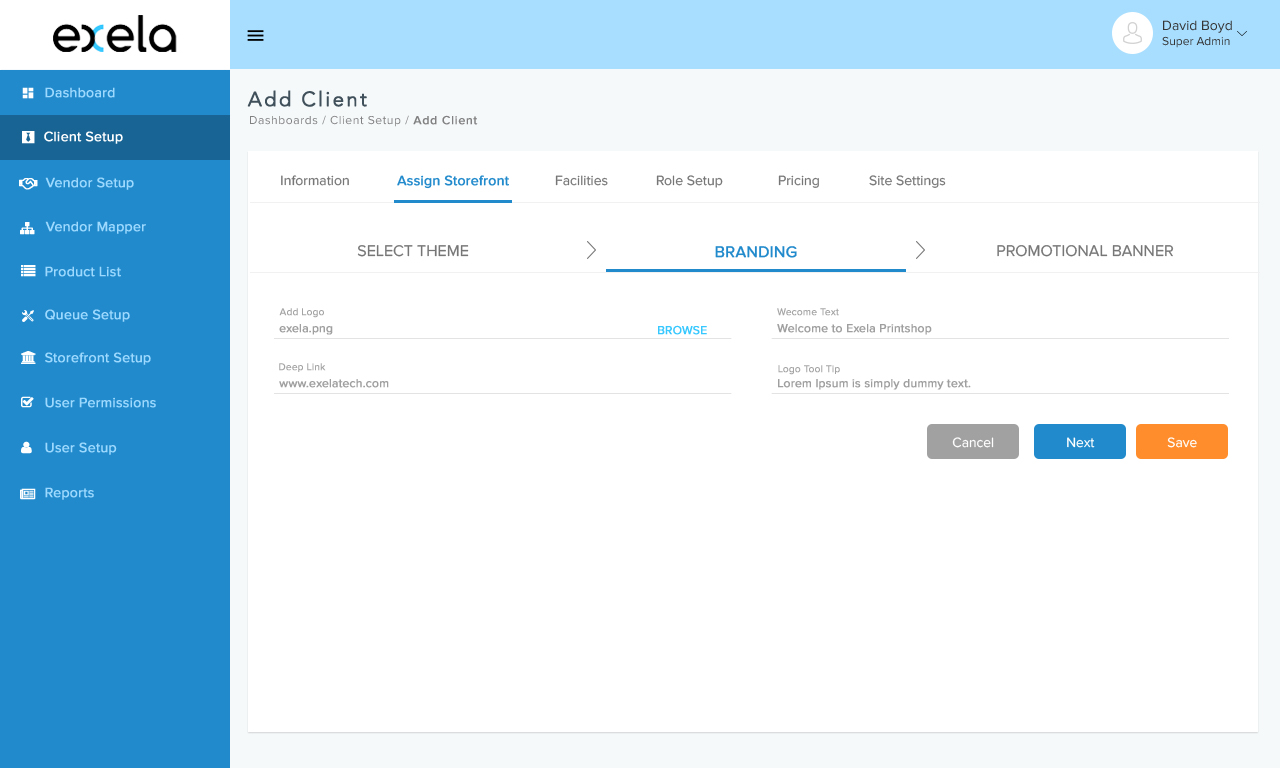 exela
David Boyd
Super Admin
Dashboard
Client Setup
Vendor Setup
Vendor Mapper
Product List
Queue Setup
Storefront Setup
User Permissions
User Setup
Reports
Add Client
Dashboards / Client Setup / Add Client
Information Assign Storefront Facilities Role Setup Pricing Site Settings
SELECT THEME BRANDING PROMOTIONAL BANNER
Add Logo
exela.png BROWSE
Wecome Text
Welcome to Exela Printshop
Deep Link
www.exelatech.com
Logo Tool Tip
Lorem Ipsum is simply dummy text.
Cancel Next Save